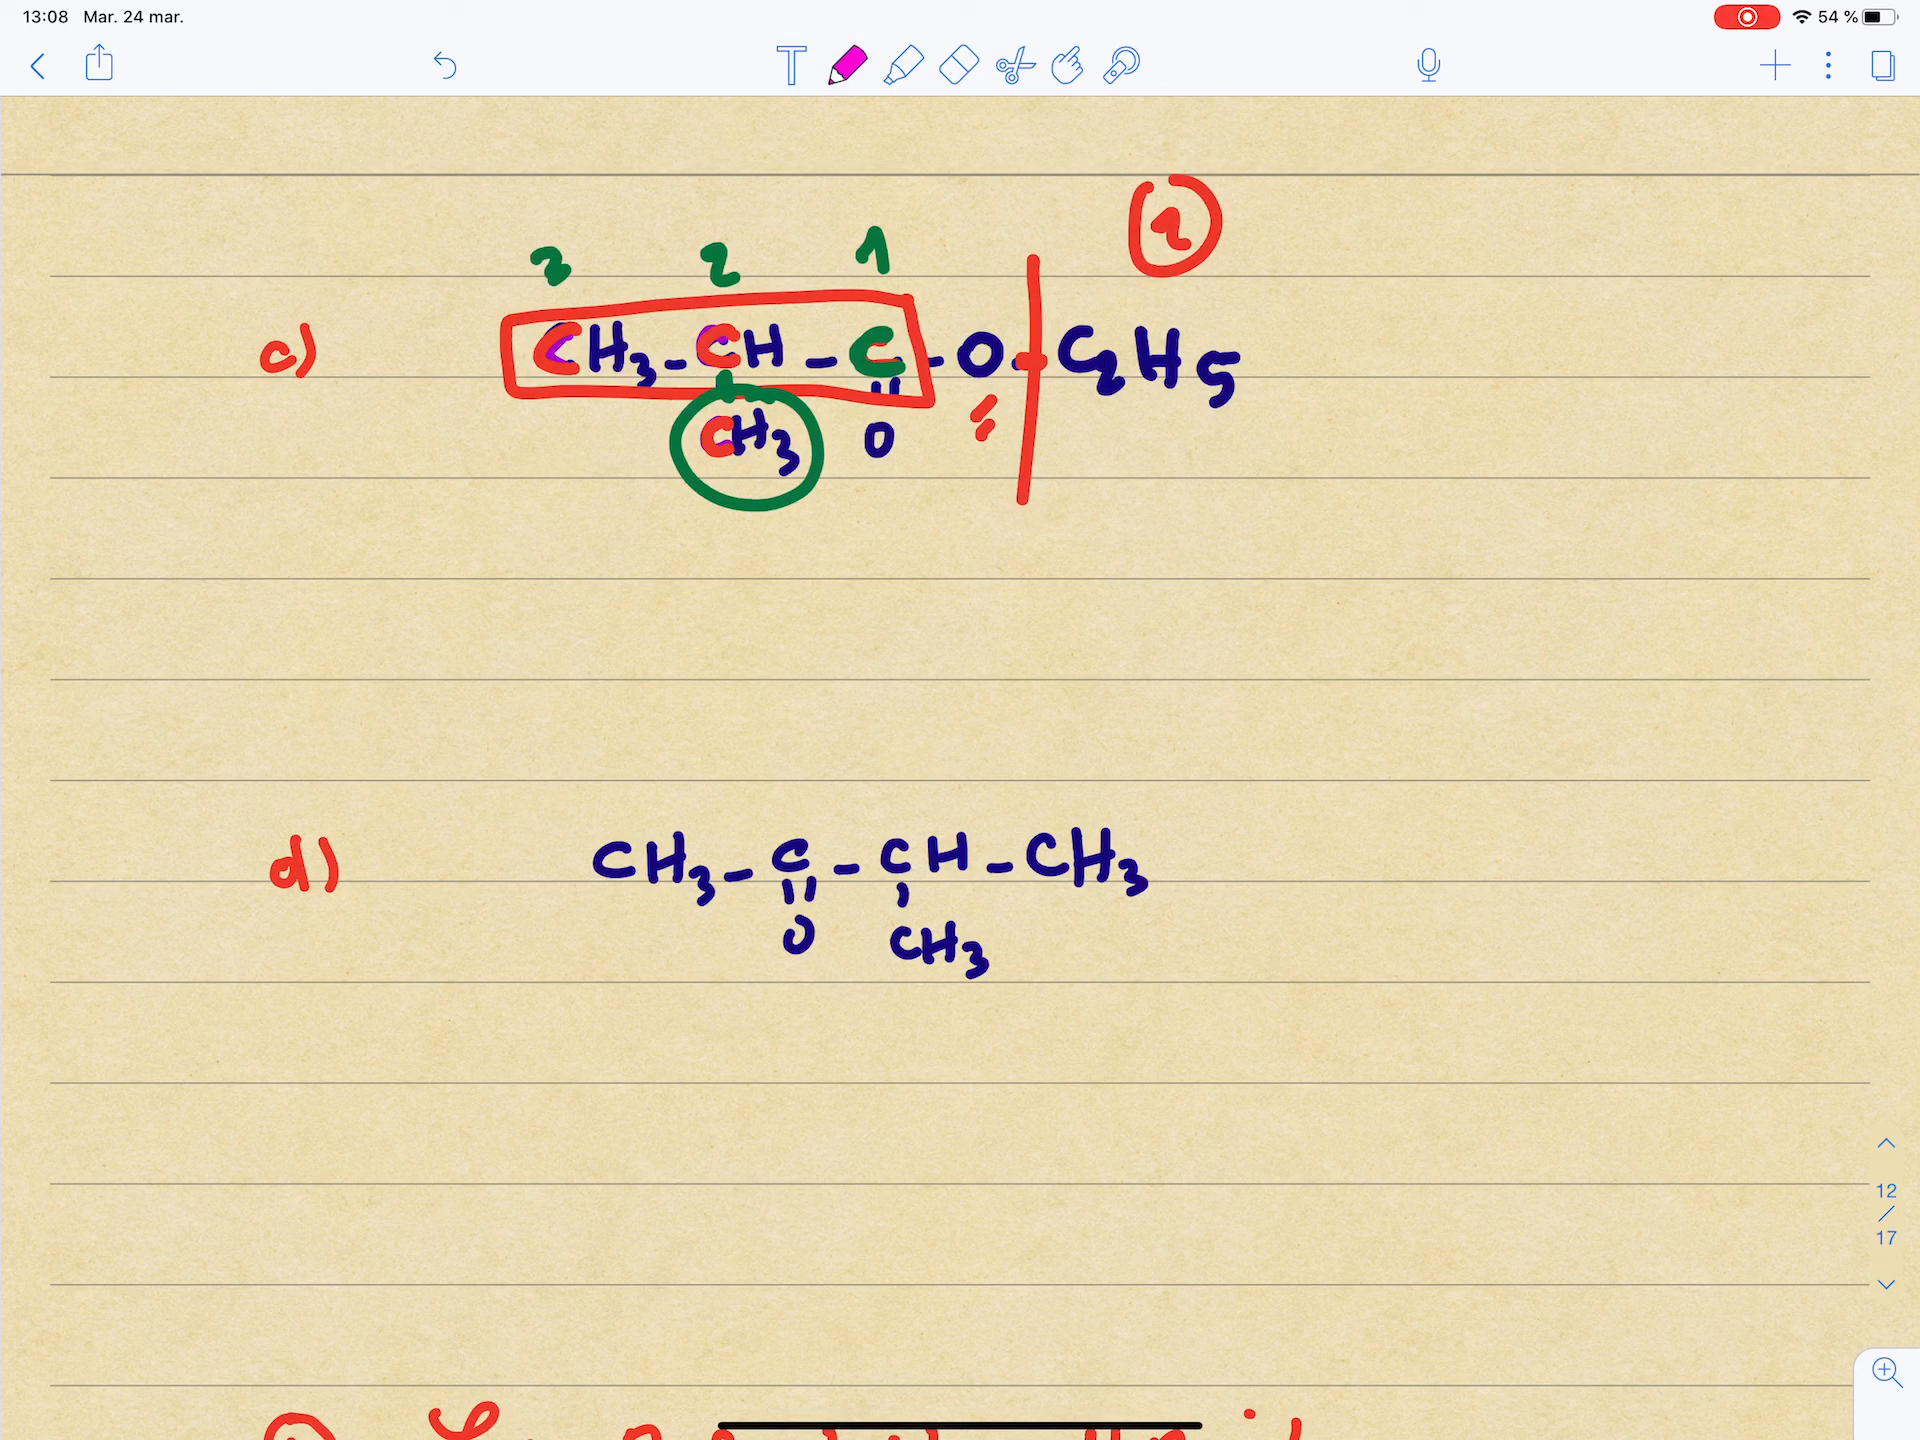 13:08 Mar. 24 mar. 54 %
2
3 2 1
c) CH3-CH-C-O-C2H5
CH3 O
d) CH3-C-CH-CH3
O CH3
12
/
17